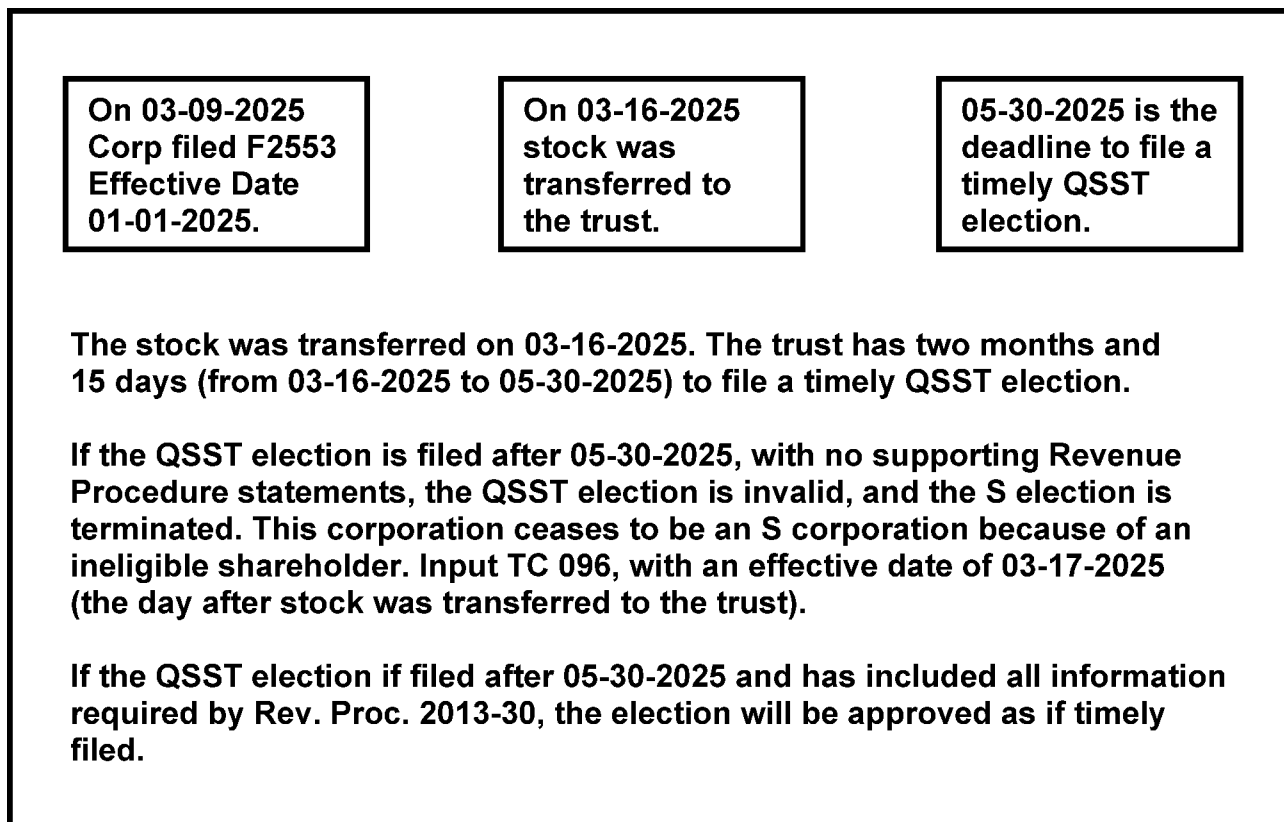 On 03-09-2025
Corp filed F2553
Effective Date
01-01-2025.
On 03-16-2025
stock was
transferred to
the trust.
05-30-2025 is the
deadline to file a
timely QSST
election.
The stock was transferred on 03-16-2025. The trust has two months and
15 days (from 03-16-2025 to 05-30-2025) to file a timely QSST election.
If the QSST election is filed after 05-30-2025, with no supporting Revenue
Procedure statements, the QSST election is invalid, and the S election is
terminated. This corporation ceases to be an S corporation because of an
ineligible shareholder. Input TC 096, with an effective date of 03-17-2025
(the day after stock was transferred to the trust).
If the QSST election if filed after 05-30-2025 and has included all information
required by Rev. Proc. 2013-30, the election will be approved as if timely
filed.